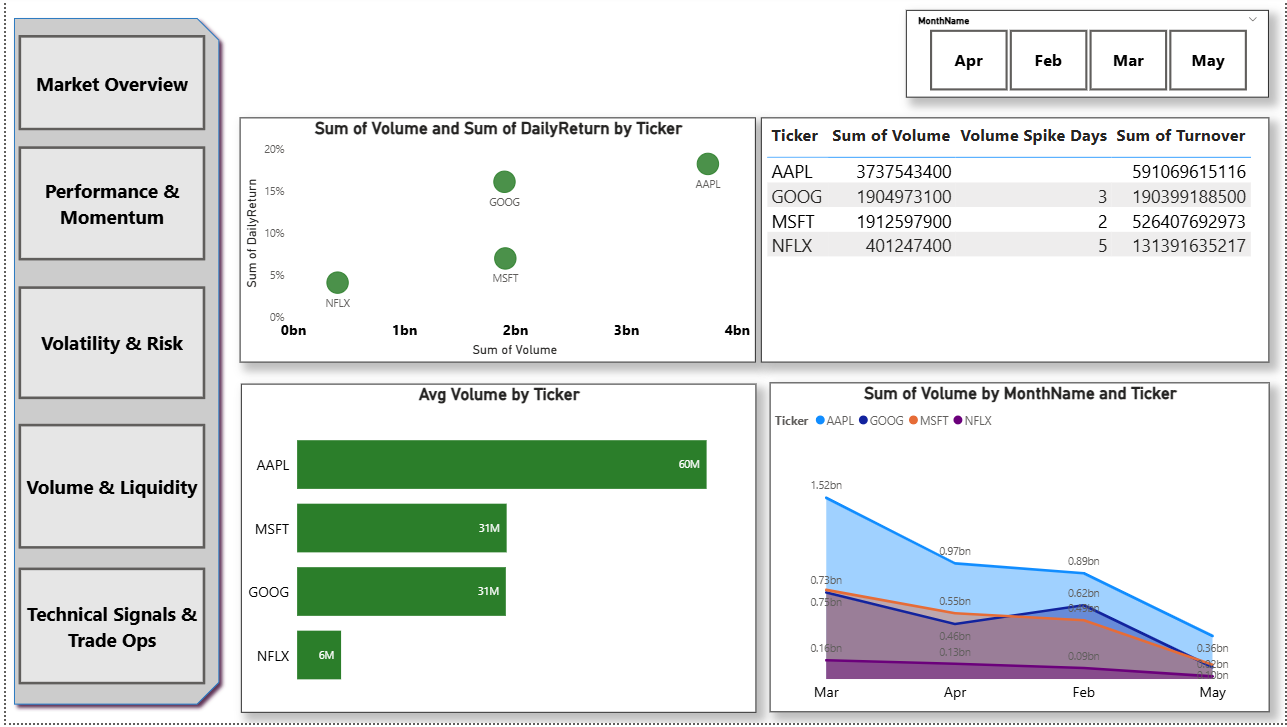 Market Overview
Performance &
Momentum
Volatility & Risk
Volume & Liquidity
Technical Signals &
Trade Ops
MonthName
Apr
Feb
Mar
May
Sum of Volume and Sum of DailyReturn by Ticker
Sum of DailyReturn
20%
15%
10%
5%
0%
AAPL
GOOG
MSFT
NFLX
0bn
1bn
2bn
3bn
4bn
Sum of Volume
Ticker Sum of Volume Volume Spike Days Sum of Turnover
AAPL 3737543400 591069615116
GOOG 1904973100 3 190399188500
MSFT 1912597900 2 526407692973
NFLX 401247400 5 131391635217
Avg Volume by Ticker
AAPL 60M
MSFT 31M
GOOG 31M
NFLX 6M
Sum of Volume by MonthName and Ticker
Ticker AAPL GOOG MSFT NFLX
1.52bn
0.97bn
0.89bn
0.73bn
0.75bn
0.55bn
0.62bn
0.49bn
0.46bn
0.16bn
0.13bn
0.09bn
0.36bn
Mar
Apr
Feb
May